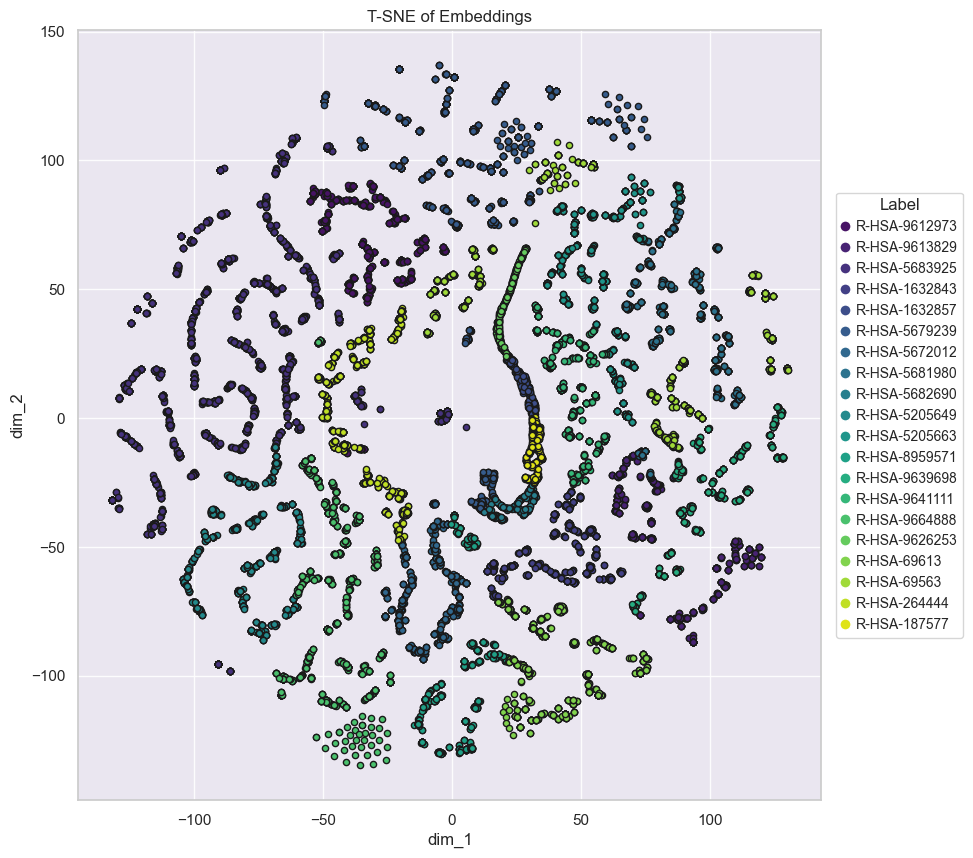 T-SNE of Embeddings
150
100
50
0
−50
−100
dim_2
−100
−50
0
50
100
dim_1
Label
R-HSA-9612973
R-HSA-9613829
R-HSA-5683925
R-HSA-1632843
R-HSA-1632857
R-HSA-5679239
R-HSA-5672012
R-HSA-5681980
R-HSA-5682690
R-HSA-5205649
R-HSA-5205663
R-HSA-8959571
R-HSA-9639698
R-HSA-9641111
R-HSA-9664888
R-HSA-9626253
R-HSA-69613
R-HSA-69563
R-HSA-264444
R-HSA-187577